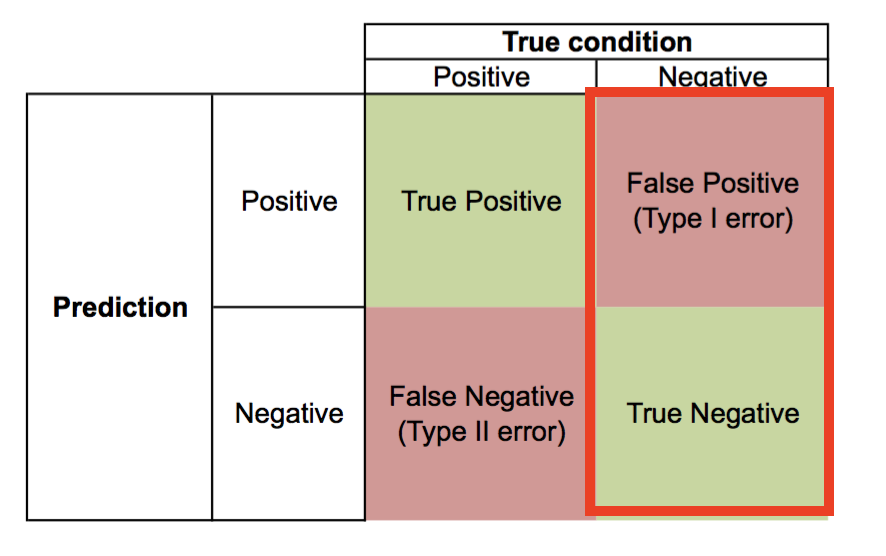 True condition
Positive
Negative
Positive
True Positive
False Positive
(Type I error)
Prediction
Negative
False Negative
(Type II error)
True Negative